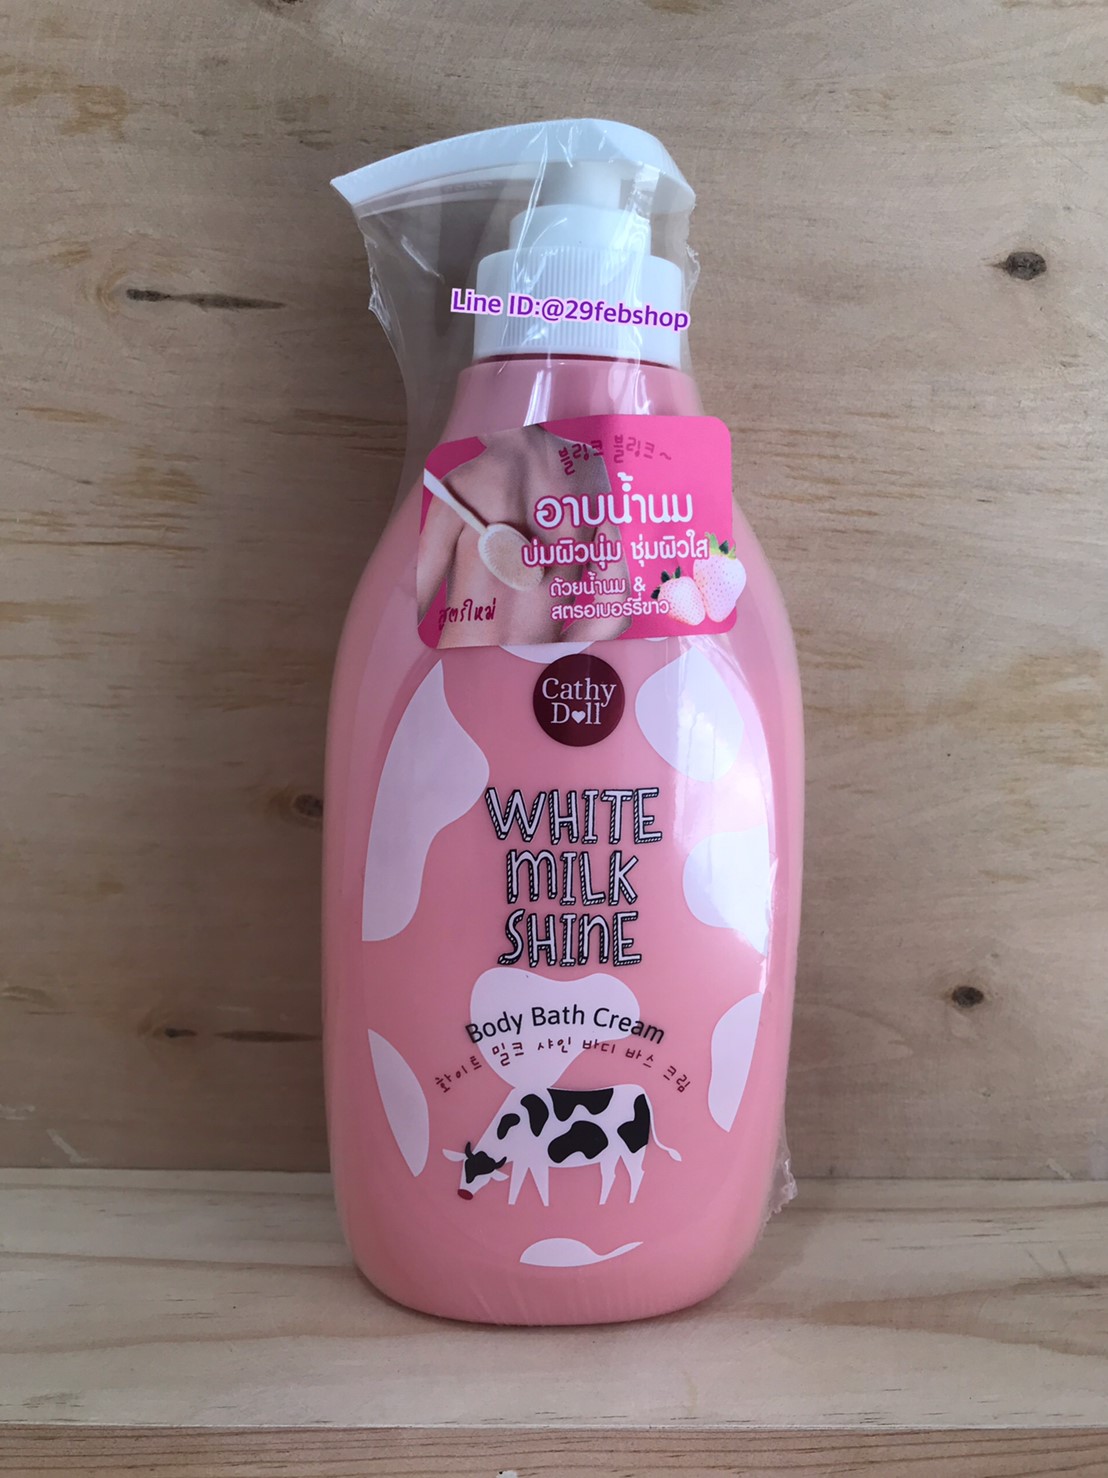 Line ID:@29febshop
블링크 블링크~
อาบน้ำนม
บ่มผิวนุ่ม ชุ่มผิวใส
ด้วยน้ำนม &
สตรอเบอร์รี่ขาว
สูตรใหม่
Cathy
Doll
WHITE
MILK
SHINE
Body Bath Cream
화이트 밀크 샤인 바디 바스 크림